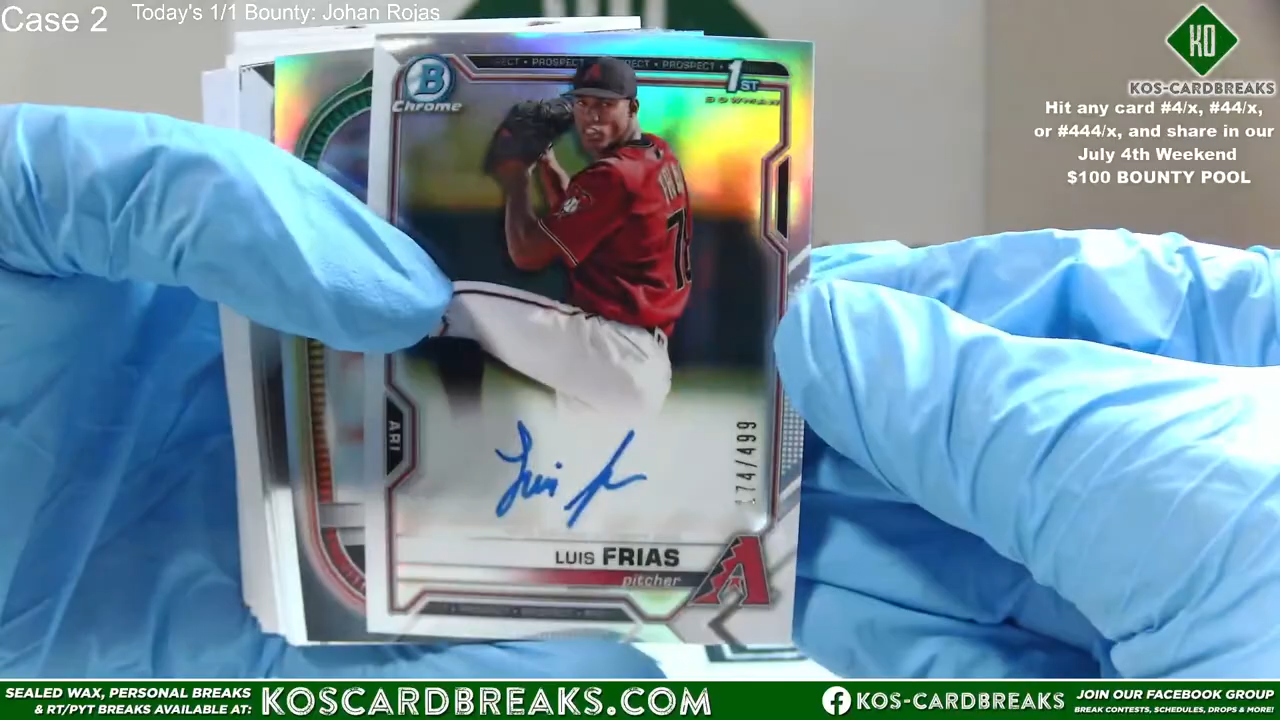 Case 2
Today's 1/1 Bounty: Johan Rojas
KO
KOS-CARDBREAKS
Hit any card #4/x, #44/x,
or #444/x, and share in our
July 4th Weekend
$100 BOUNTY POOL
PROSPECT
B
Chrome
1ST
BOWMAN
ARI
174/499
LUIS FRIAS
pitcher
A
SEALED WAX, PERSONAL BREAKS
& RT/PYT BREAKS AVAILABLE AT:
KOSCARDBREAKS.COM
KOS-CARDBREAKS
JOIN OUR FACEBOOK GROUP
BREAK CONTESTS, SCHEDULES, DROPS & MORE!